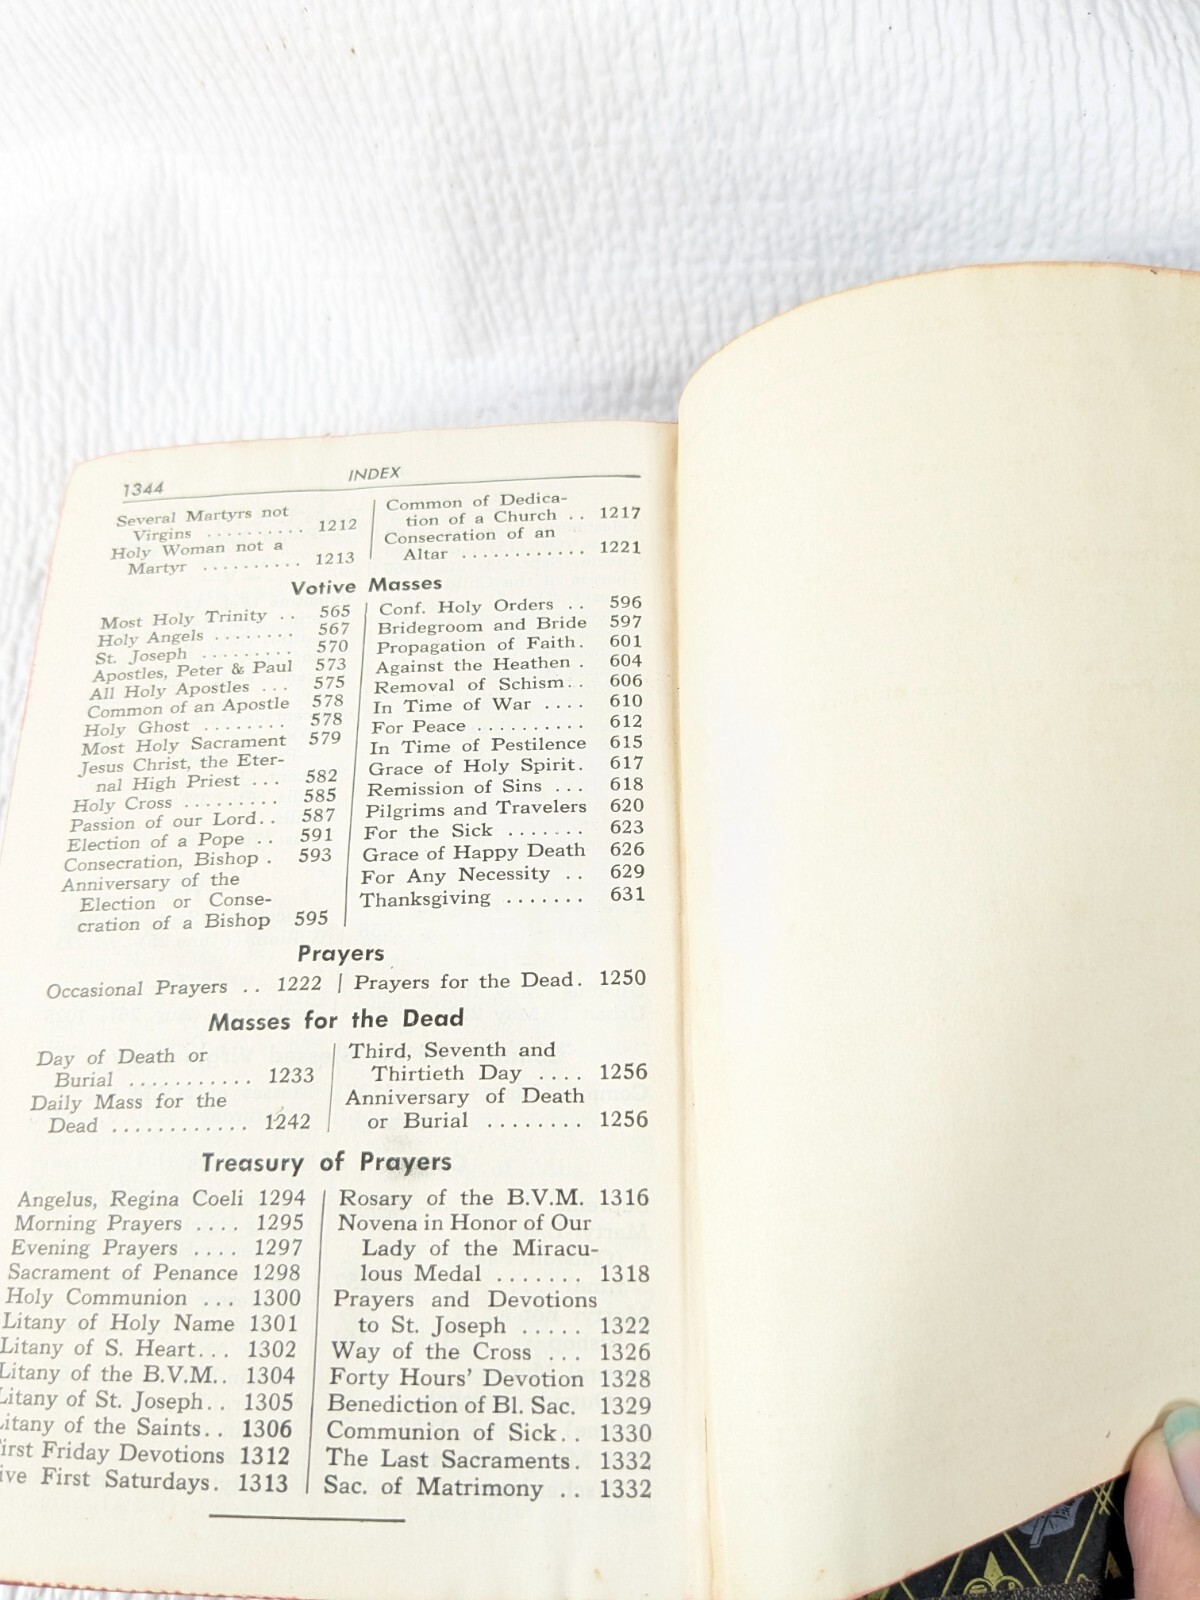 1344 INDEX
Several Martyrs not
Virgins .......... 1212
Holy Woman not a
Martyr .......... 1213
Common of Dedica-
tion of a Church .. 1217
Consecration of an
Altar ............ 1221
Votive Masses
Most Holy Trinity .. 565
Holy Angels ........ 567
St. Joseph ......... 570
Apostles, Peter & Paul 573
All Holy Apostles ... 575
Common of an Apostle 578
Holy Ghost ........ 578
Most Holy Sacrament 579
Jesus Christ, the Eter-
nal High Priest ... 582
Holy Cross ......... 585
Passion of our Lord.. 587
Election of a Pope .. 591
Consecration, Bishop . 593
Anniversary of the
Election or Conse-
cration of a Bishop 595
Conf. Holy Orders .. 596
Bridegroom and Bride 597
Propagation of Faith. 601
Against the Heathen . 604
Removal of Schism.. 606
In Time of War .... 610
For Peace .......... 612
In Time of Pestilence 615
Grace of Holy Spirit. 617
Remission of Sins ... 618
Pilgrims and Travelers 620
For the Sick ....... 623
Grace of Happy Death 626
For Any Necessity .. 629
Thanksgiving ....... 631
Prayers
Occasional Prayers .. 1222
Prayers for the Dead. 1250
Masses for the Dead
Day of Death or
Burial ........... 1233
Daily Mass for the
Dead ............ 1242
Third, Seventh and
Thirtieth Day .... 1256
Anniversary of Death
or Burial ........ 1256
Treasury of Prayers
Angelus, Regina Coeli 1294
Morning Prayers .... 1295
Evening Prayers .... 1297
Sacrament of Penance 1298
Holy Communion ... 1300
Litany of Holy Name 1301
Litany of S. Heart... 1302
Litany of the B.V.M.. 1304
Litany of St. Joseph.. 1305
Litany of the Saints.. 1306
First Friday Devotions 1312
ive First Saturdays. 1313
Rosary of the B.V.M. 1316
Novena in Honor of Our
Lady of the Miracu-
lous Medal ....... 1318
Prayers and Devotions
to St. Joseph ..... 1322
Way of the Cross ... 1326
Forty Hours' Devotion 1328
Benediction of Bl. Sac. 1329
Communion of Sick.. 1330
The Last Sacraments. 1332
Sac. of Matrimony .. 1332